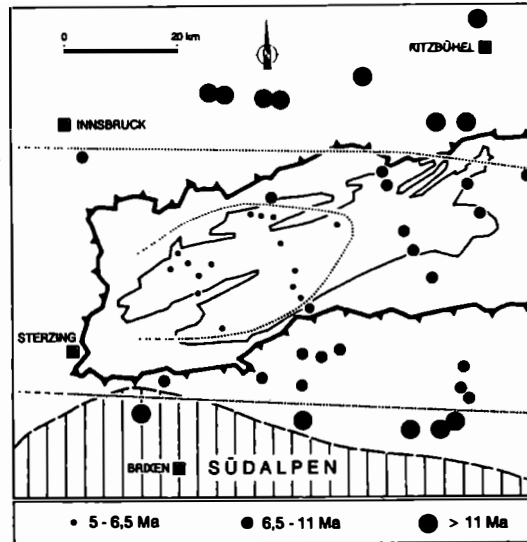 0 20 km
N
KITZBÜHEL
INNSBRUCK
STERZING
BRIXEN
SÜDALPEN
5 - 6,5 Ma 6,5 - 11 Ma > 11 Ma